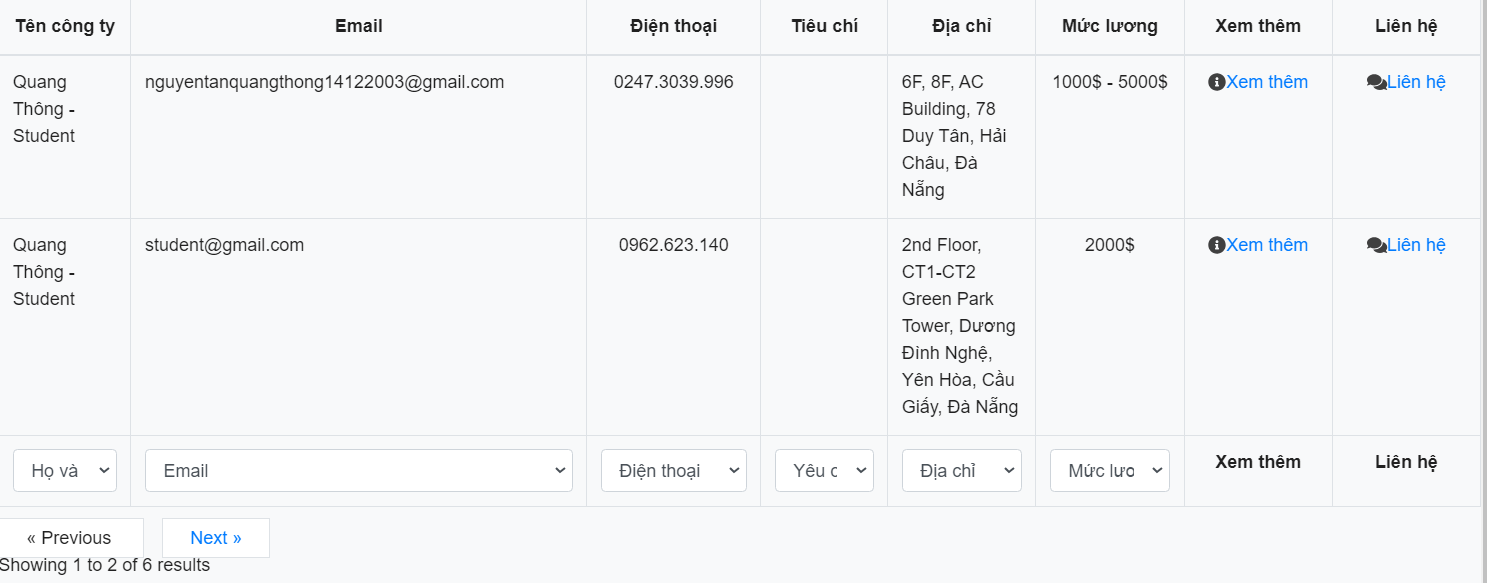 Tên công ty Email Điện thoại Tiêu chí Địa chỉ Mức lương Xem thêm Liên hệ
Quang nguyentanquangthong14122003@gmail.com 0247.3039.996 6F, 8F, AC 1000$ - 5000$ Xem thêm Liên hệ
Thông - Building, 78
Student Duy Tân, Hải
Châu, Đà
Nẵng
Quang student@gmail.com 0962.623.140 2nd Floor, 2000$ Xem thêm Liên hệ
Thông - CT1-CT2
Student Green Park
Tower, Dương
Đình Nghệ,
Yên Hòa, Cầu
Giấy, Đà Nẵng
Họ và Email Điện thoại Yêu c Địa chỉ Mức lươ Xem thêm Liên hệ
« Previous Next »
Showing 1 to 2 of 6 results